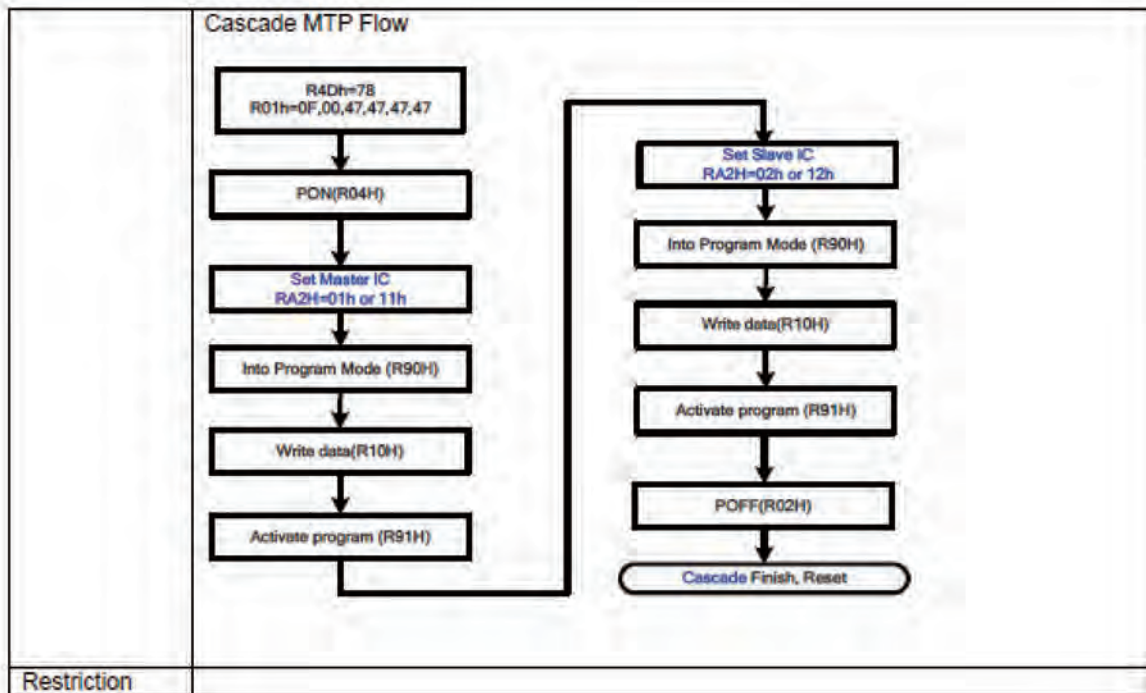 Cascade MTP Flow
R4Dh=78
R01h=0F,00,47,47,47,47
PON(R04H)
Set Master IC
RA2H=01h or 11h
Into Program Mode (R90H)
Write data(R10H)
Activate program (R91H)
Set Slave IC
RA2H=02h or 12h
Into Program Mode (R90H)
Write data(R10H)
Activate program (R91H)
POFF(R02H)
Cascade Finish, Reset
Restriction